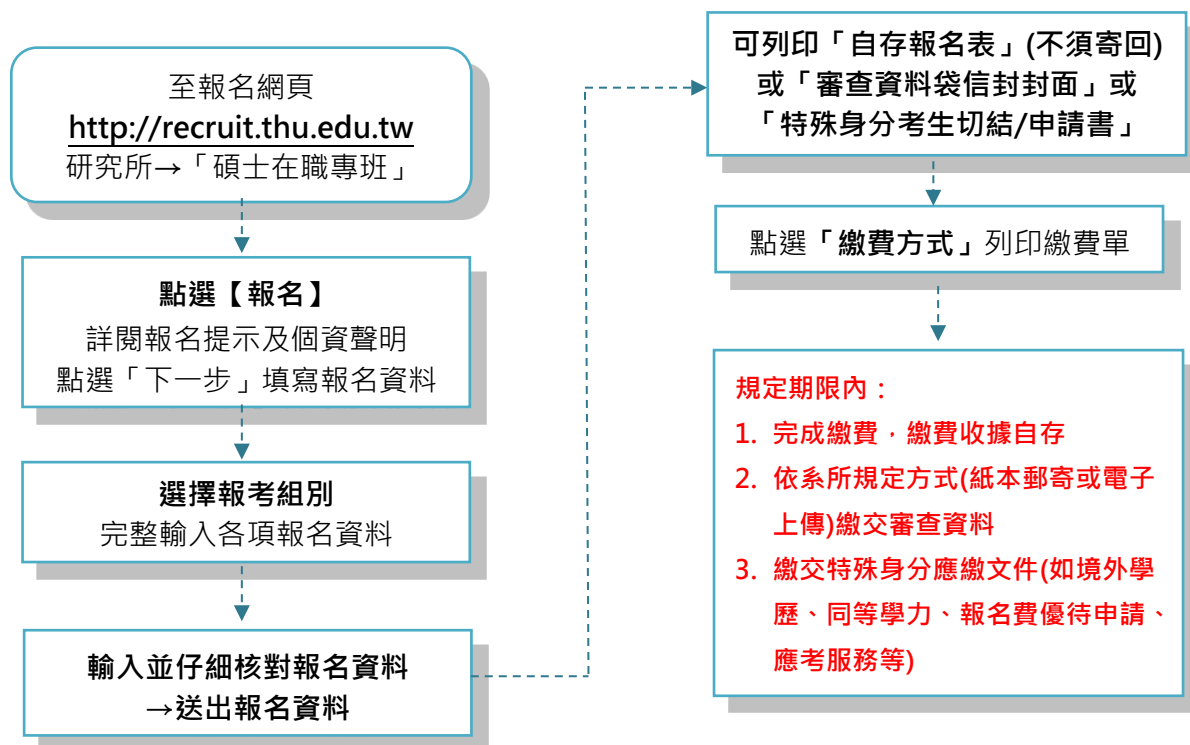 至報名網頁
http://recruit.thu.edu.tw
研究所→「碩士在職專班」
點選【報名】
詳閱報名提示及個資聲明
點選「下一步」填寫報名資料
選擇報考組別
完整輸入各項報名資料
輸入並仔細核對報名資料
→送出報名資料
可列印「自存報名表」(不須寄回)
或「審查資料袋信封封面」或
「特殊身分考生切結/申請書」
點選「繳費方式」列印繳費單
規定期限內：
1. 完成繳費，繳費收據自存
2. 依系所規定方式(紙本郵寄或電子
上傳)繳交審查資料
3. 繳交特殊身分應繳文件(如境外學
歷、同等學力、報名費優待申請、
應考服務等)